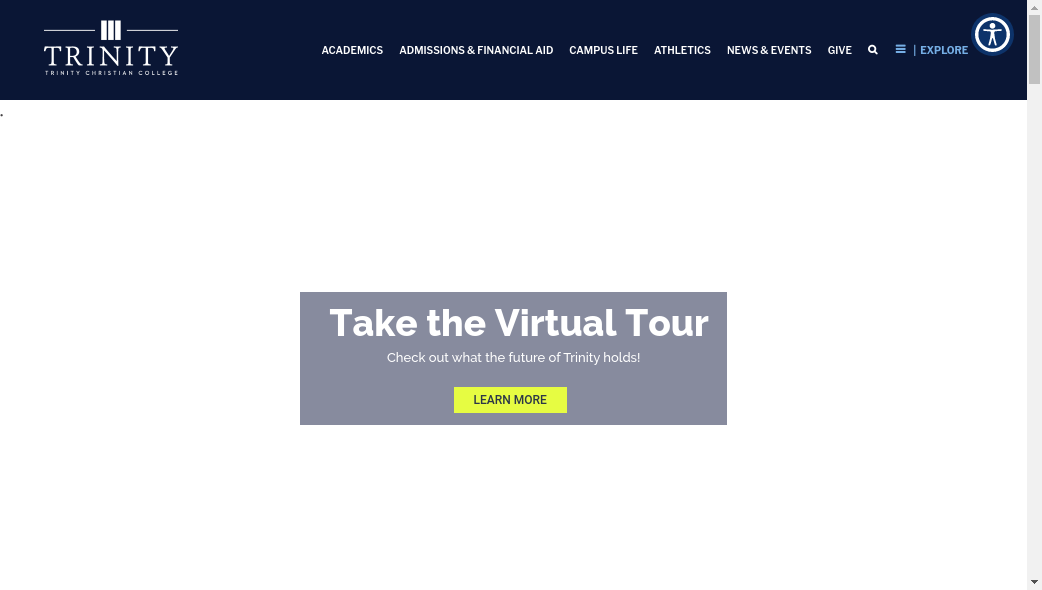 TRINITY
TRINITY CHRISTIAN COLLEGE
ACADEMICS ADMISSIONS & FINANCIAL AID CAMPUS LIFE ATHLETICS NEWS & EVENTS GIVE | EXPLORE
.
Take the Virtual Tour
Check out what the future of Trinity holds!
LEARN MORE